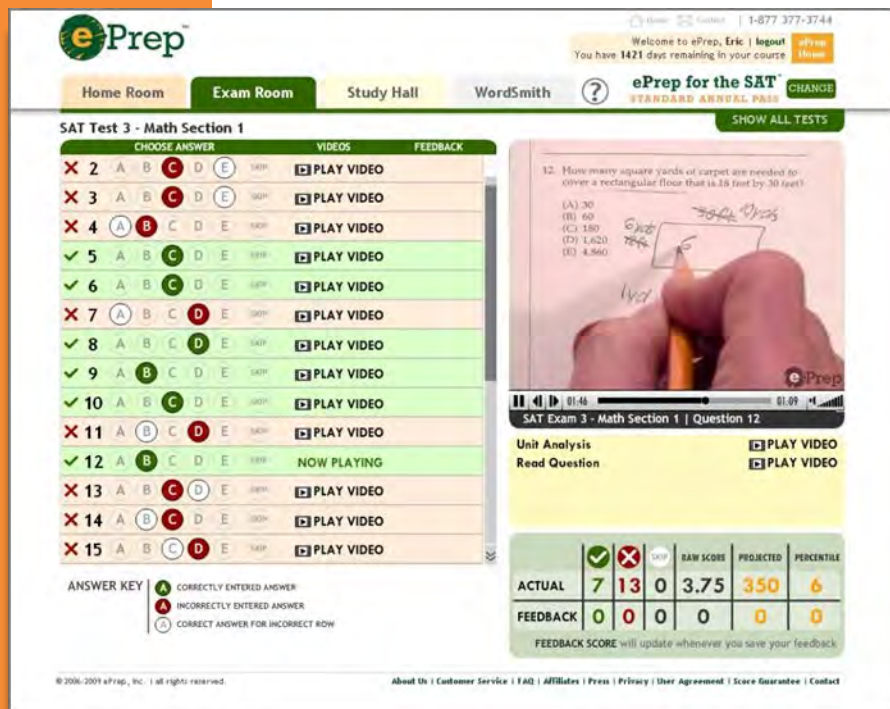 ePrep™
Home Contact | 1-877 377-3744
Welcome to ePrep, Eric | logout
You have 1421 days remaining in your course
ePrep Home
Home Room Exam Room Study Hall WordSmith ? ePrep for the SAT CHANGE
STANDARD ANNUAL PASS
SHOW ALL TESTS
SAT Test 3 - Math Section 1
CHOOSE ANSWER VIDEOS FEEDBACK
2 A B C D E SKIP PLAY VIDEO
3 A B C D E SKIP PLAY VIDEO
4 A B C D E SKIP PLAY VIDEO
5 A B C D E SKIP PLAY VIDEO
6 A B C D E SKIP PLAY VIDEO
7 A B C D E SKIP PLAY VIDEO
8 A B C D E SKIP PLAY VIDEO
9 A B C D E SKIP PLAY VIDEO
10 A B C D E SKIP PLAY VIDEO
11 A B C D E SKIP PLAY VIDEO
12 A B C D E SKIP NOW PLAYING
13 A B C D E SKIP PLAY VIDEO
14 A B C D E SKIP PLAY VIDEO
15 A B C D E SKIP PLAY VIDEO
ANSWER KEY
A CORRECTLY ENTERED ANSWER
A INCORRECTLY ENTERED ANSWER
A CORRECT ANSWER FOR INCORRECT ROW
12. How many square yards of carpet are needed to
cover a rectangular floor that is 18 feet by 30 feet?
(A) 30
(B) 60
(C) 180
(D) 1,620
(E) 4,860
6 yds
6
1yd
ePrep
01:46 01:09
SAT Exam 3 - Math Section 1 | Question 12
Unit Analysis PLAY VIDEO
Read Question PLAY VIDEO
SKIP RAW SCORE PROJECTED PERCENTILE
ACTUAL 7 13 0 3.75 350 6
FEEDBACK 0 0 0 0 0 0
FEEDBACK SCORE will update whenever you save your feedback
© 2006-2009 ePrep, Inc. | all rights reserved.
About Us | Customer Service | FAQ | Affiliates | Press | Privacy | User Agreement | Score Guarantee | Contact